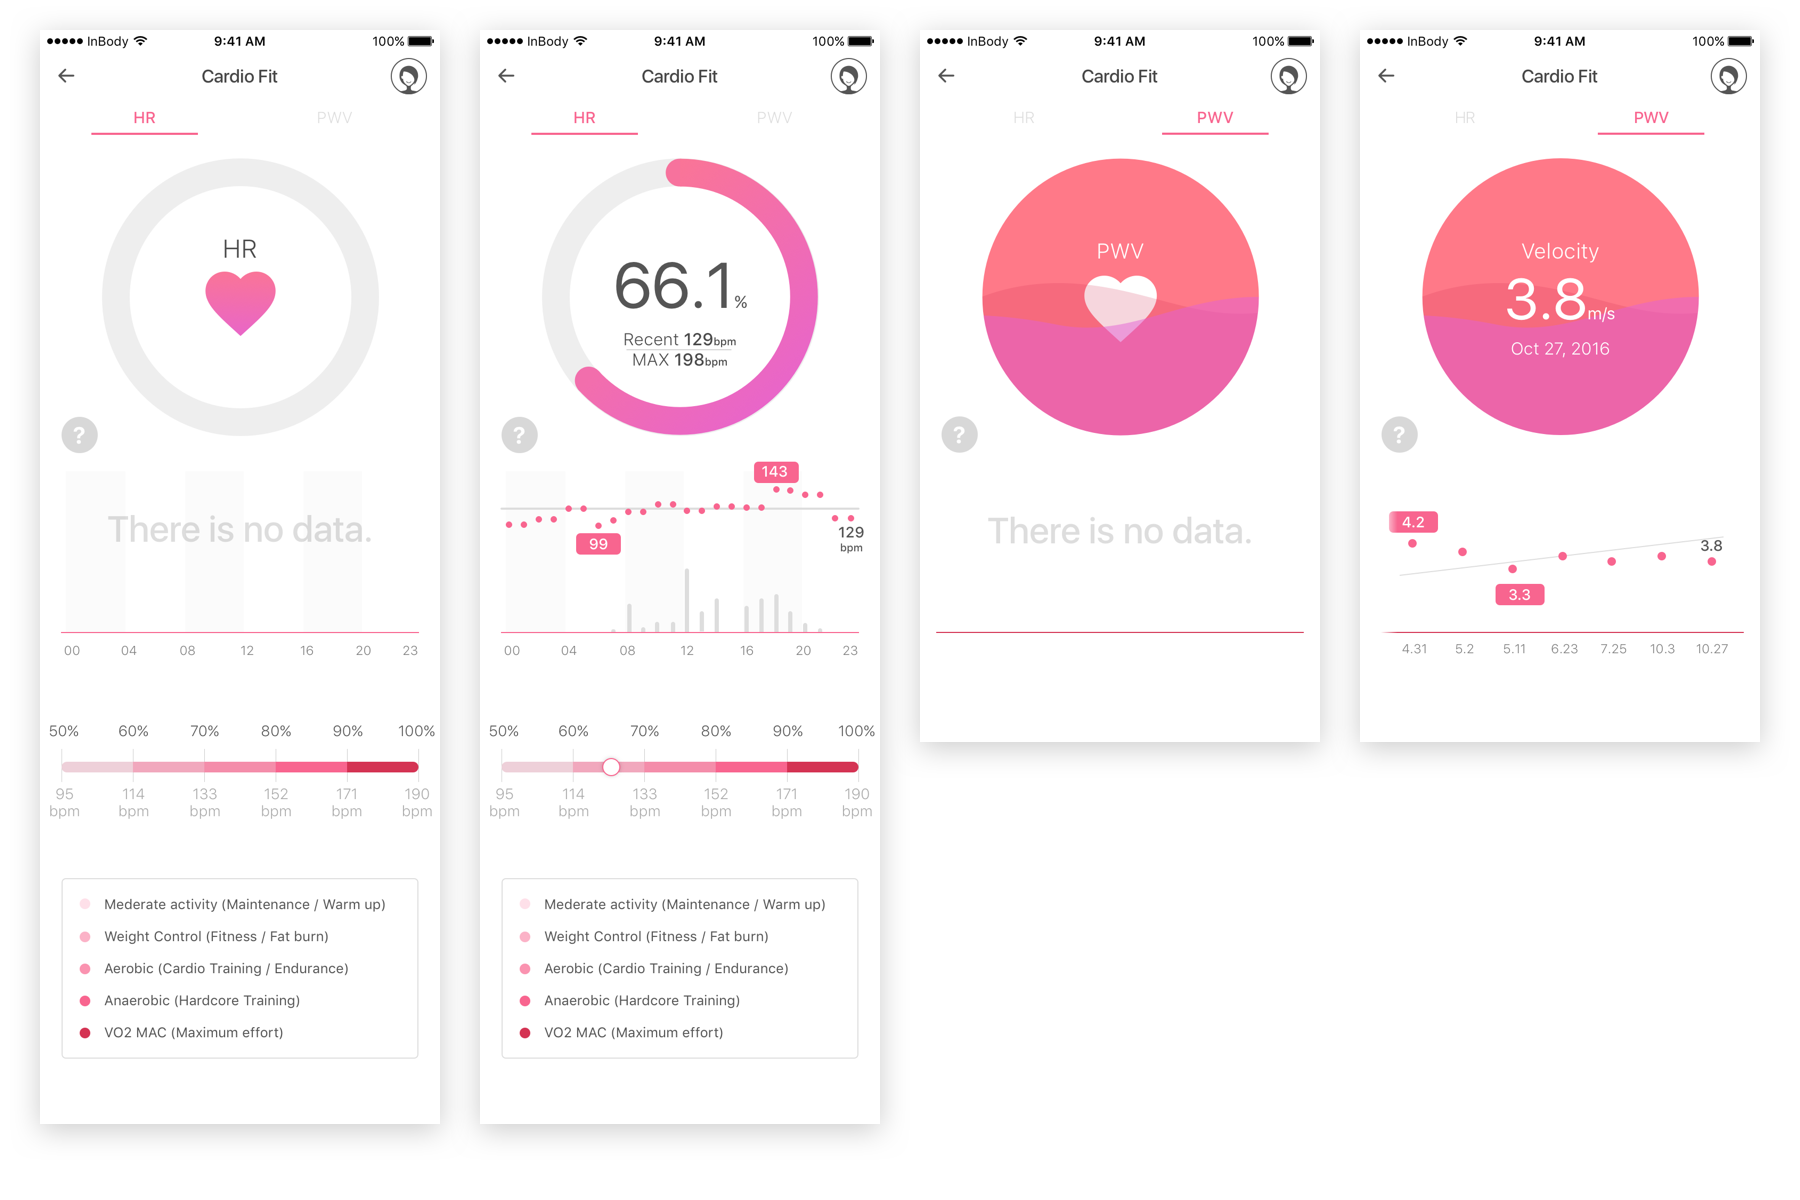 InBody 9:41 AM 100%
Cardio Fit
HR PWV
HR
?
There is no data.
00 04 08 12 16 20 23
50% 60% 70% 80% 90% 100%
95 114 133 152 171 190
bpm bpm bpm bpm bpm bpm
Mederate activity (Maintenance / Warm up)
Weight Control (Fitness / Fat burn)
Aerobic (Cardio Training / Endurance)
Anaerobic (Hardcore Training)
VO2 MAC (Maximum effort)
InBody 9:41 AM 100%
Cardio Fit
HR PWV
66.1%
Recent 129bpm
MAX 198bpm
?
143
99
129
bpm
00 04 08 12 16 20 23
50% 60% 70% 80% 90% 100%
95 114 133 152 171 190
bpm bpm bpm bpm bpm bpm
Mederate activity (Maintenance / Warm up)
Weight Control (Fitness / Fat burn)
Aerobic (Cardio Training / Endurance)
Anaerobic (Hardcore Training)
VO2 MAC (Maximum effort)
InBody 9:41 AM 100%
Cardio Fit
HR PWV
PWV
?
There is no data.
InBody 9:41 AM 100%
Cardio Fit
HR PWV
Velocity
3.8m/s
Oct 27, 2016
?
4.2
3.8
3.3
4.31 5.2 5.11 6.23 7.25 10.3 10.27